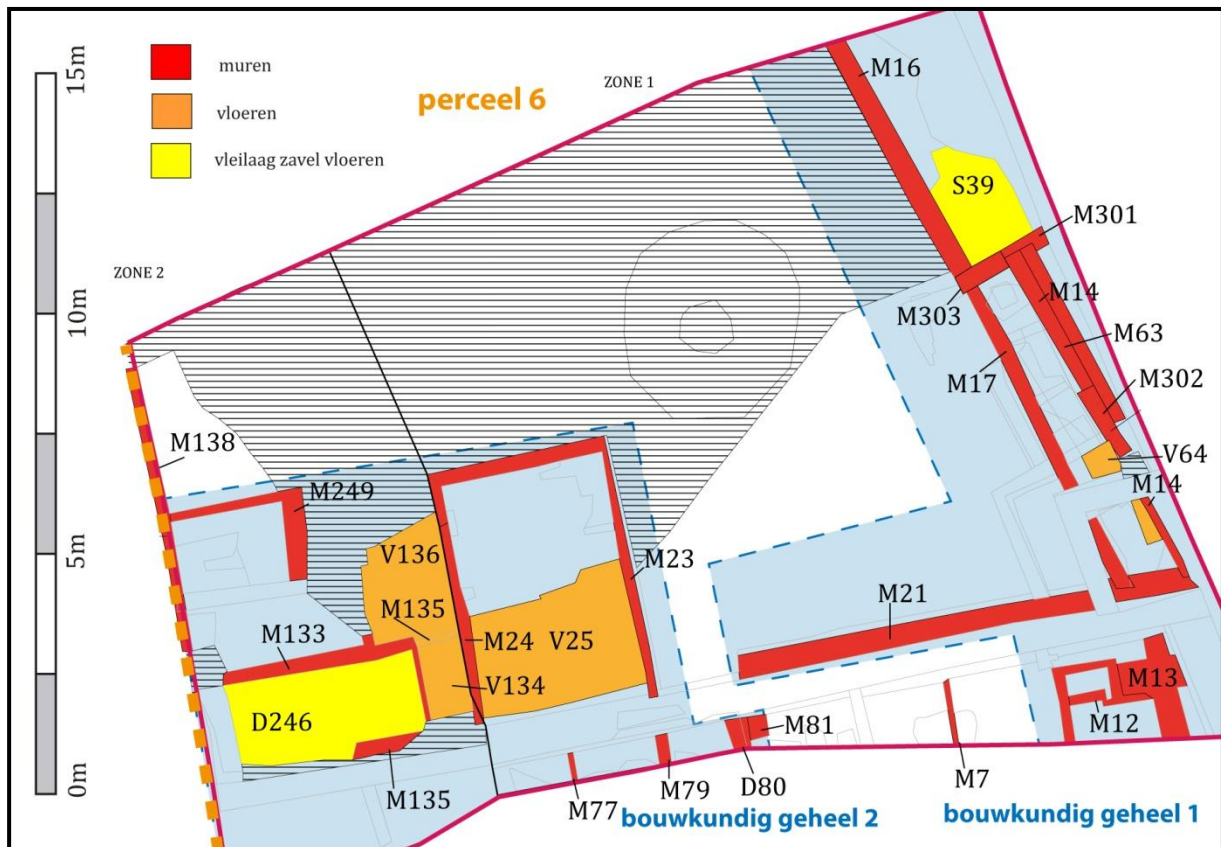 15m
10m
5m
0m
muren
vloeren
vleilaag zavel vloeren
perceel 6
ZONE 1
ZONE 2
M16
S39
M301
M14
M303
M63
M17
M302
V64
M14
M138
M249
V136
M23
M135
M133
M24
V25
M21
V134
D246
M13
M12
M81
M135
M77
M79
D80
M7
bouwkundig geheel 2
bouwkundig geheel 1